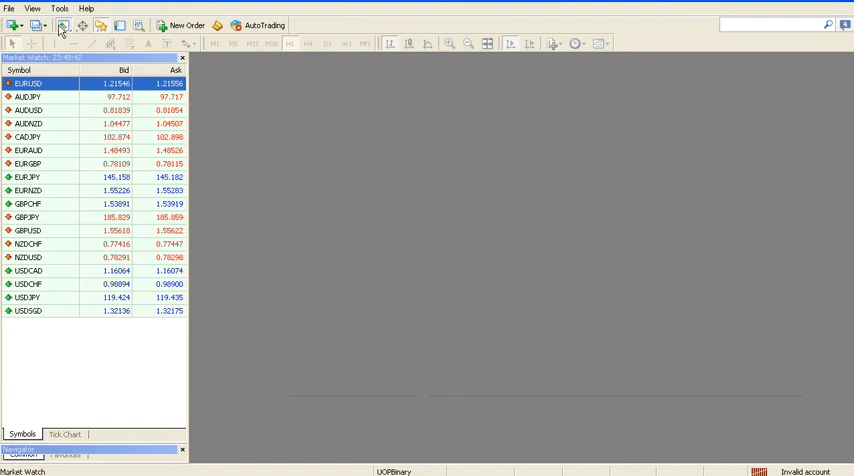 File View Tools Help
New Order AutoTrading
M1 M5 M15 M30 H1 H4 D1 W1 MN
Market Watch: 23:48:42
Symbol Bid Ask
EURUSD 1.21546 1.21556
AUDJPY 97.712 97.717
AUDUSD 0.81839 0.81854
AUDNZD 1.04477 1.04507
CADJPY 102.874 102.898
EURAUD 1.48493 1.48526
EURGBP 0.78109 0.78115
EURJPY 145.158 145.182
EURNZD 1.55226 1.55283
GBPCHF 1.53891 1.53919
GBPJPY 185.829 185.859
GBPUSD 1.55618 1.55622
NZDCHF 0.77416 0.77447
NZDUSD 0.78291 0.78298
USDCAD 1.16064 1.16074
USDCHF 0.98894 0.98900
USDJPY 119.424 119.435
USDSGD 1.32136 1.32175
Symbols Tick Chart
Navigator
Common Favorites
Market Watch UOPBinary Invalid account